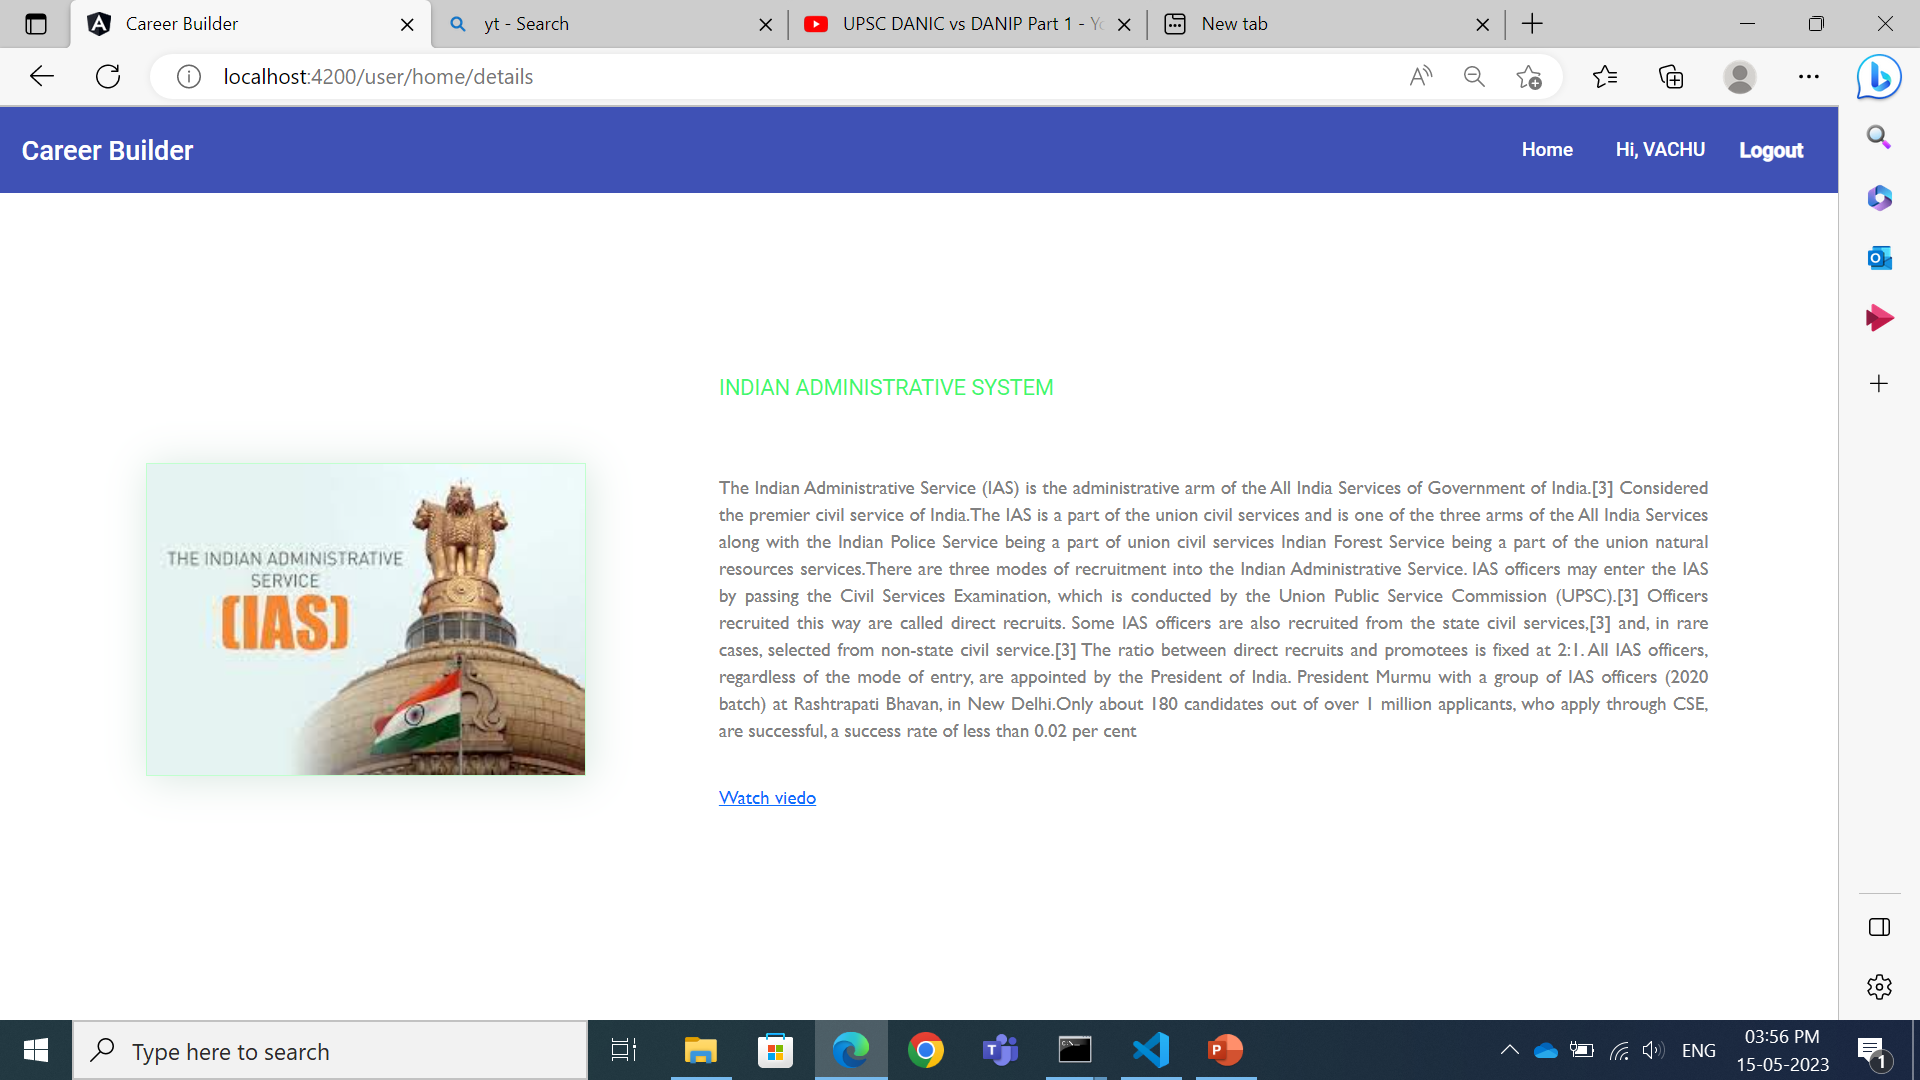 Career Builder
yt - Search
UPSC DANIC vs DANIP Part 1 - Yo
New tab
localhost:4200/user/home/details
Career Builder
Home
Hi, VACHU
Logout
INDIAN ADMINISTRATIVE SYSTEM
THE INDIAN ADMINISTRATIVE
SERVICE
(IAS)
The Indian Administrative Service (IAS) is the administrative arm of the All India Services of Government of India.[3] Considered
the premier civil service of India.The IAS is a part of the union civil services and is one of the three arms of the All India Services
along with the Indian Police Service being a part of union civil services Indian Forest Service being a part of the union natural
resources services.There are three modes of recruitment into the Indian Administrative Service. IAS officers may enter the IAS
by passing the Civil Services Examination, which is conducted by the Union Public Service Commission (UPSC).[3] Officers
recruited this way are called direct recruits. Some IAS officers are also recruited from the state civil services,[3] and, in rare
cases, selected from non-state civil service.[3] The ratio between direct recruits and promotees is fixed at 2:1. All IAS officers,
regardless of the mode of entry, are appointed by the President of India. President Murmu with a group of IAS officers (2020
batch) at Rashtrapati Bhavan, in New Delhi.Only about 180 candidates out of over 1 million applicants, who apply through CSE,
are successful, a success rate of less than 0.02 per cent
Watch viedo
Type here to search
ENG
03:56 PM
15-05-2023
1